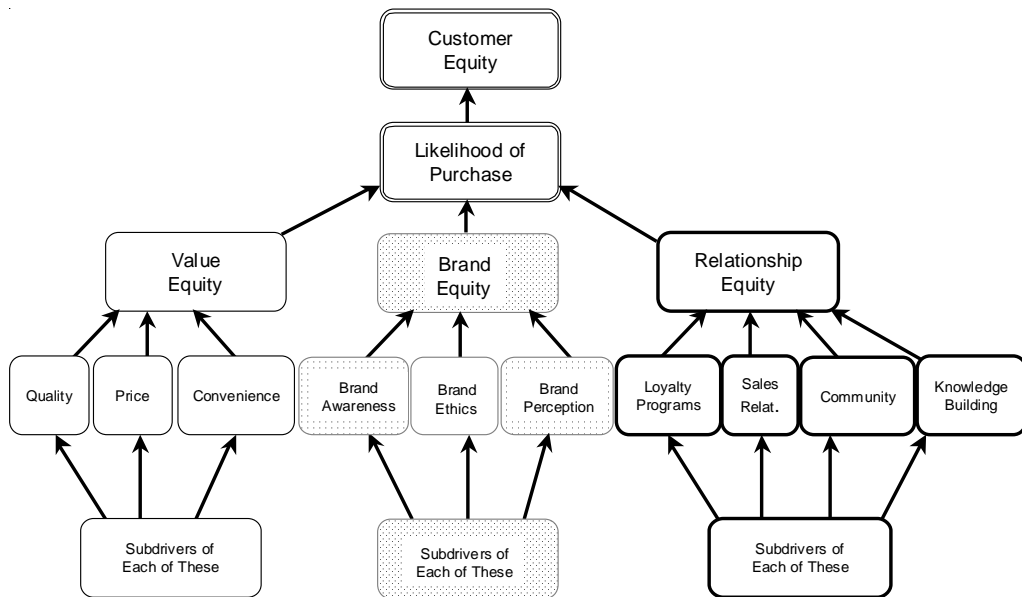 Customer
Equity
Likelihood of
Purchase
Value
Equity
Brand
Equity
Relationship
Equity
Quality
Price
Convenience
Brand
Awareness
Brand
Ethics
Brand
Perception
Loyalty
Programs
Sales
Relat.
Community
Knowledge
Building
Subdrivers of
Each of These
Subdrivers of
Each of These
Subdrivers of
Each of These